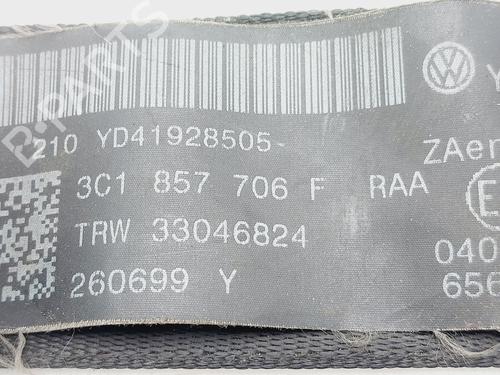 210 YD41928505
3C1 857 706 F RAA
TRW 33046824
260699 Y
ZAer
040
656
B-PARTS